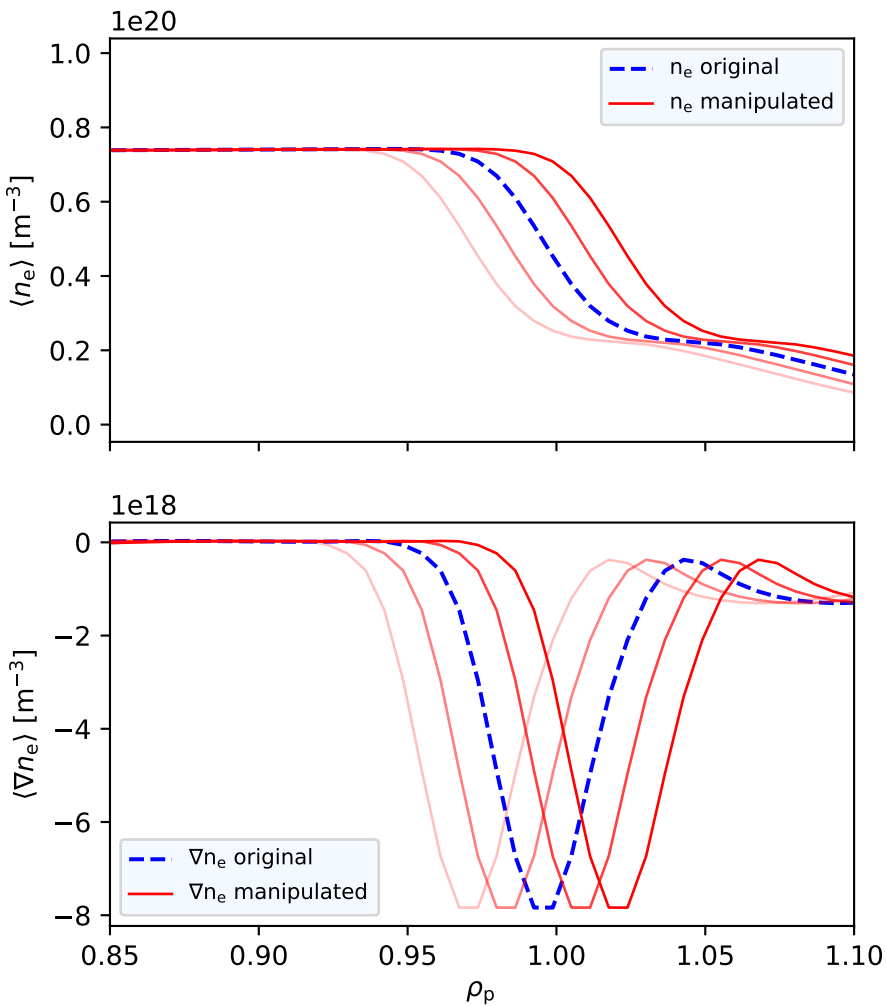 1e20
1.0
0.8
0.6
0.4
0.2
0.0
⟨nₑ⟩ [m⁻³]
nₑ original
nₑ manipulated
1e18
0
−2
−4
−6
−8
⟨∇nₑ⟩ [m⁻³]
∇nₑ original
∇nₑ manipulated
0.85 0.90 0.95 1.00 1.05 1.10
ρₚ